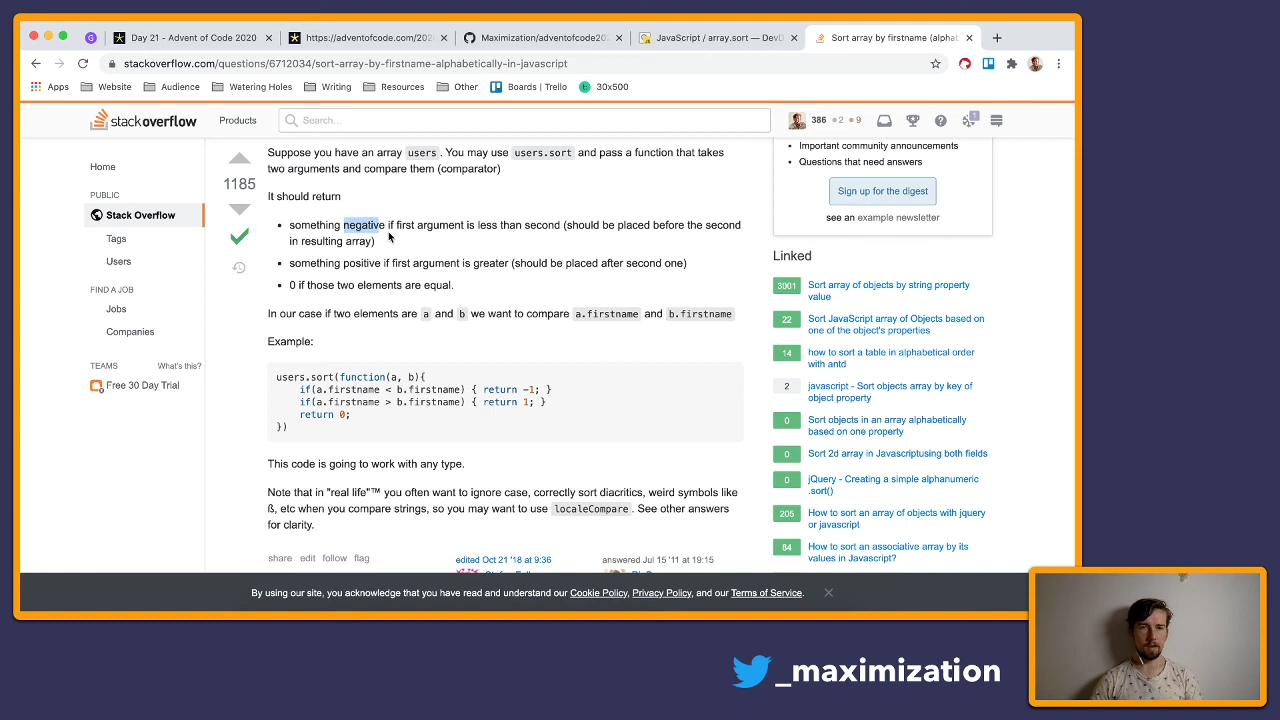 G
Day 21 - Advent of Code 2020 ×
https://adventofcode.com/202 ×
Maximization/adventofcode202 ×
JavaScript / array.sort — DevD ×
Sort array by firstname (alphab ×
+
stackoverflow.com/questions/6712034/sort-array-by-firstname-alphabetically-in-javascript
Apps Website Audience Watering Holes Writing Resources Other Boards | Trello 30x500
stackoverflow Products Search... 386 2 9 1
Home
PUBLIC
Stack Overflow
Tags
Users
FIND A JOB
Jobs
Companies
TEAMS What's this?
Free 30 Day Trial
1185
Suppose you have an array users. You may use users.sort and pass a function that takes
two arguments and compare them (comparator)
It should return
• something negative if first argument is less than second (should be placed before the second
in resulting array)
• something positive if first argument is greater (should be placed after second one)
• 0 if those two elements are equal.
In our case if two elements are a and b we want to compare a.firstname and b.firstname
Example:
users.sort(function(a, b){
if(a.firstname < b.firstname) { return -1; }
if(a.firstname > b.firstname) { return 1; }
return 0;
})
This code is going to work with any type.
Note that in "real life"™ you often want to ignore case, correctly sort diacritics, weird symbols like
ß, etc when you compare strings, so you may want to use localeCompare. See other answers
for clarity.
share edit follow flag
edited Oct 21 '18 at 9:36
answered Jul 15 '11 at 19:15
• Important community announcements
• Questions that need answers
Sign up for the digest
see an example newsletter
Linked
3001 Sort array of objects by string property
value
22 Sort JavaScript array of Objects based on
one of the object's properties
14 how to sort a table in alphabetical order
with antd
2 javascript - Sort objects array by key of
object property
0 Sort objects in an array alphabetically
based on one property
0 Sort 2d array in Javascriptusing both fields
0 jQuery - Creating a simple alphanumeric
.sort()
205 How to sort an array of objects with jquery
or javascript
84 How to sort an associative array by its
values in Javascript?
By using our site, you acknowledge that you have read and understand our Cookie Policy, Privacy Policy, and our Terms of Service.
_maximization